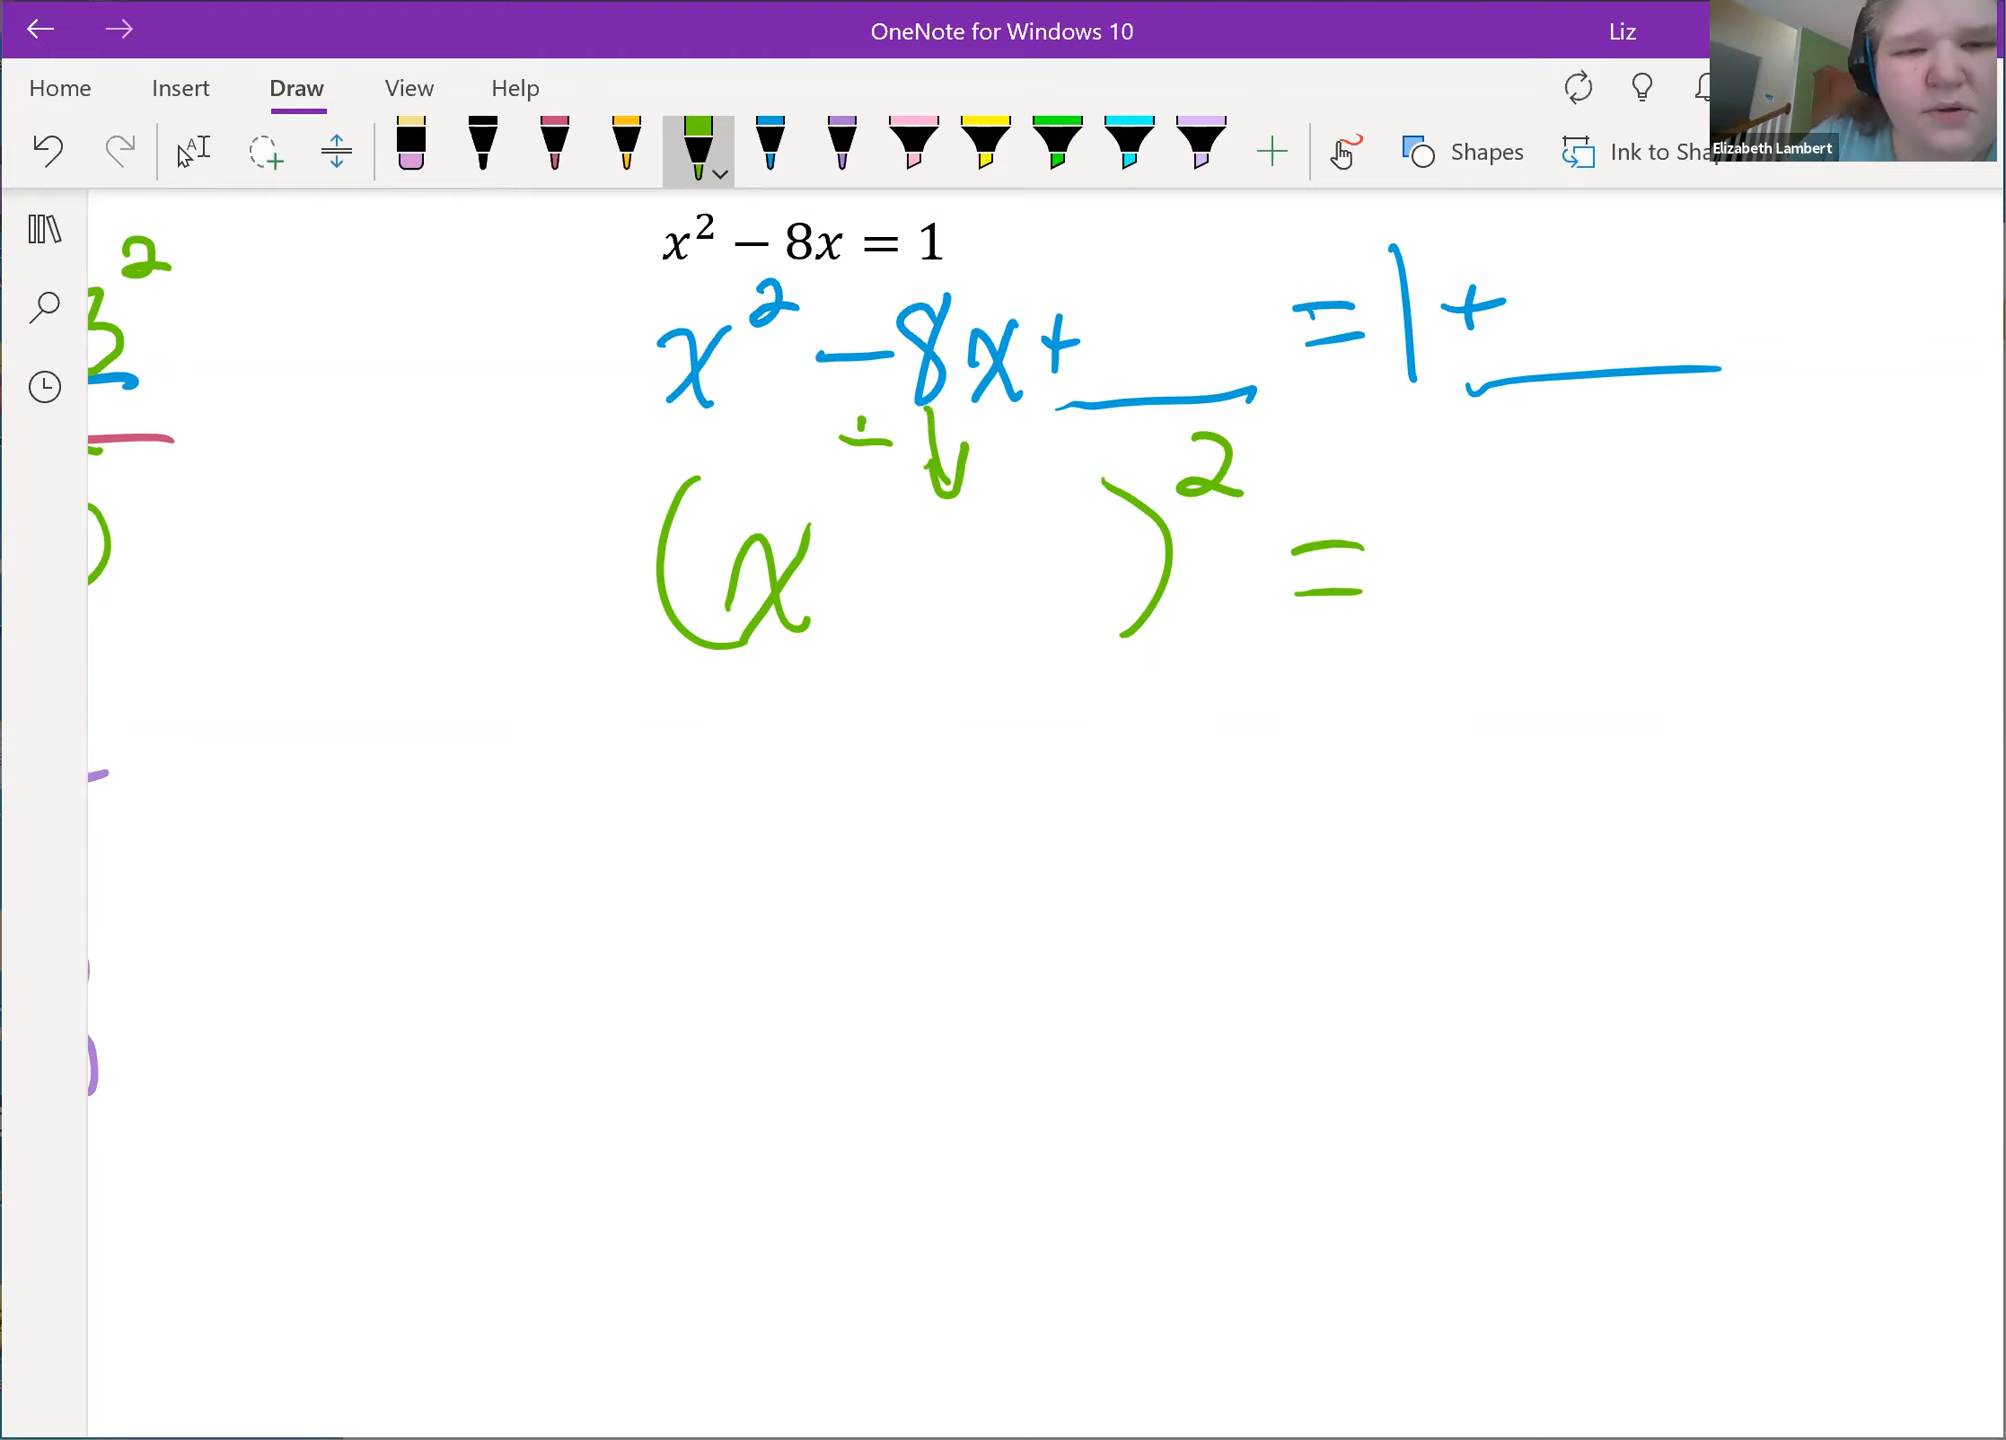 OneNote for Windows 10
Liz
Home Insert Draw View Help
Shapes Ink to Sha
Elizabeth Lambert
x² − 8x = 1
2
x² − 8x + ___ = 1 + ___
3
÷
(x )² =